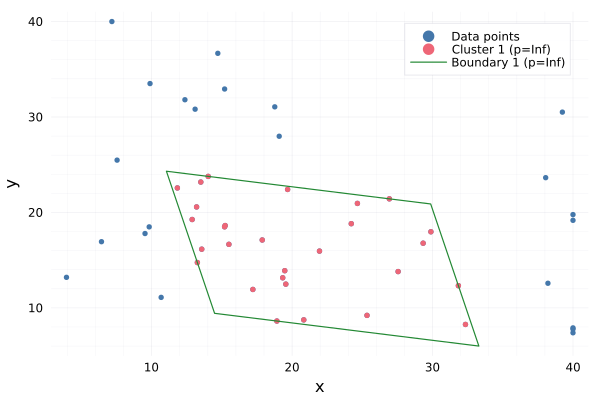 40
Data points
Cluster 1 (p=Inf)
Boundary 1 (p=Inf)
30
y
20
10
10 20 30 40
x